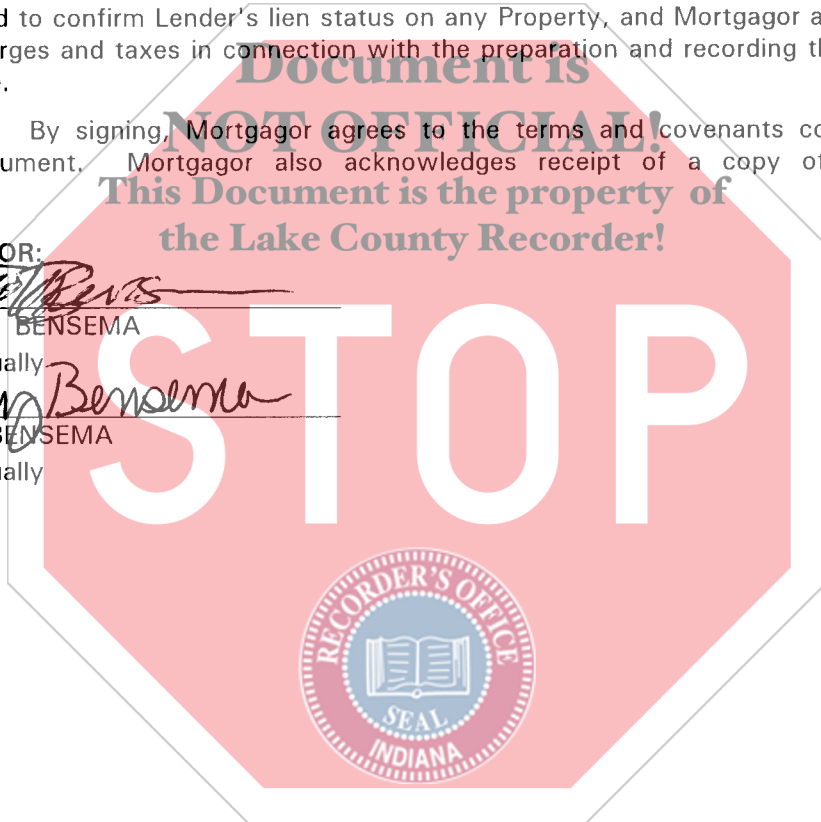 d to confirm Lender's lien status on any Property, and Mortgagor a
rges and taxes in connection with the preparation and recording th
Document is
NOT OFFICIAL!
By signing, Mortgagor agrees to the terms and covenants co
ument. Mortgagor also acknowledges receipt of a copy of
This Document is the property of
the Lake County Recorder!
OR:
BENSEMA
ually
Bensema
BENSEMA
ually
STOP
RECORDER'S OFFICE
SEAL
INDIANA